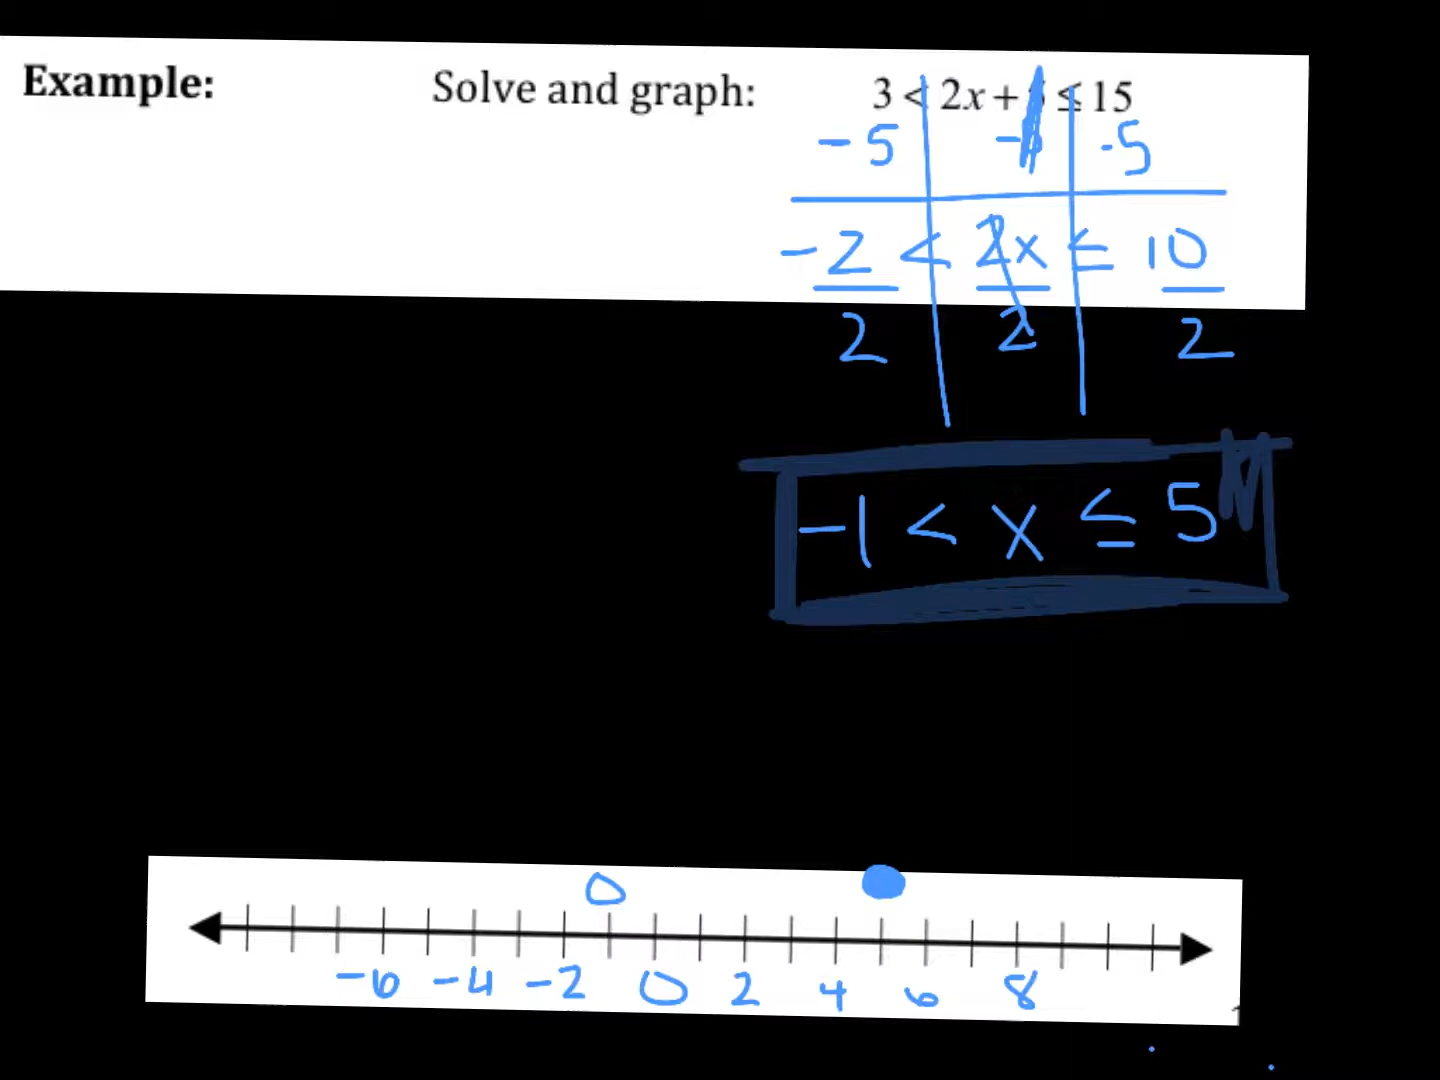 Example: Solve and graph: 3 < 2x + 5 ≤ 15
-5 -5 -5
-2 < 2x ≤ 10
2 2 2
-1 < x ≤ 5
-6 -4 -2 0 2 4 6 8